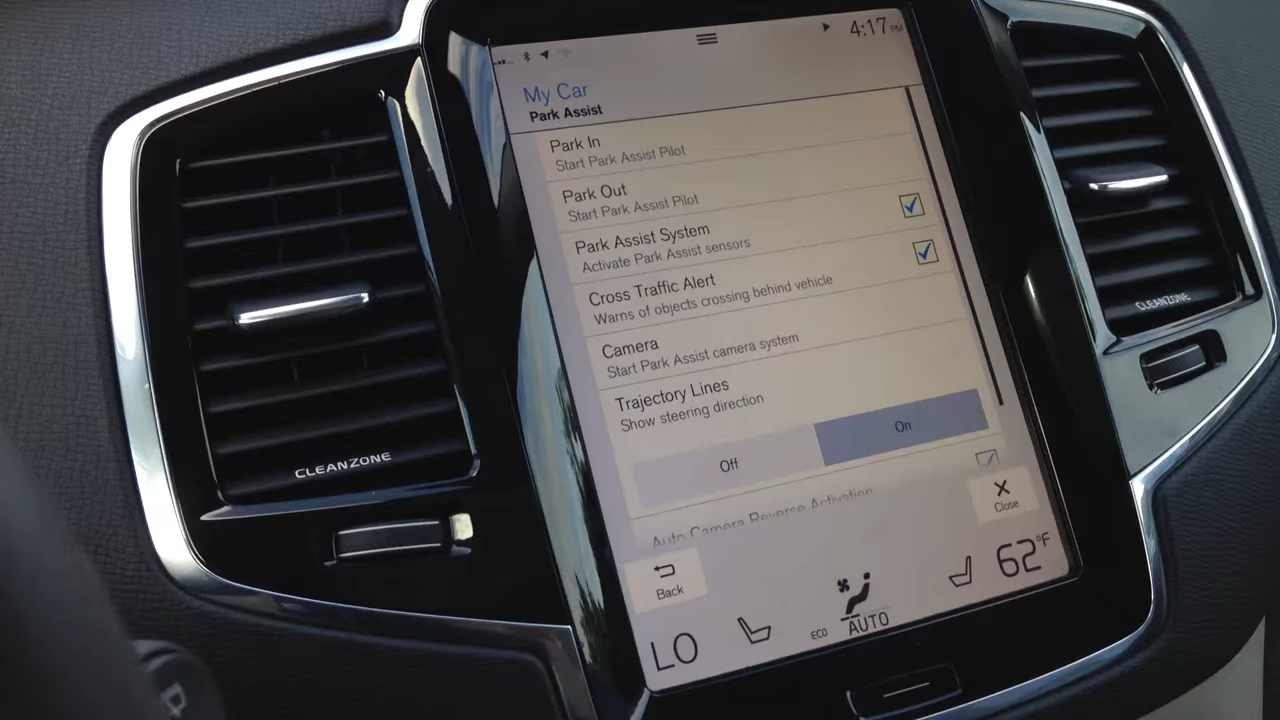 4:17 PM
My Car
Park Assist
Park In
Start Park Assist Pilot
Park Out
Start Park Assist Pilot
Park Assist System
Activate Park Assist sensors
Cross Traffic Alert
Warns of objects crossing behind vehicle
Camera
Start Park Assist camera system
Trajectory Lines
Show steering direction
Off
On
Auto Camera Reverse Activation
Close
Back
LO
ECO
AUTO
62°F
CLEANZONE
CLEANZONE